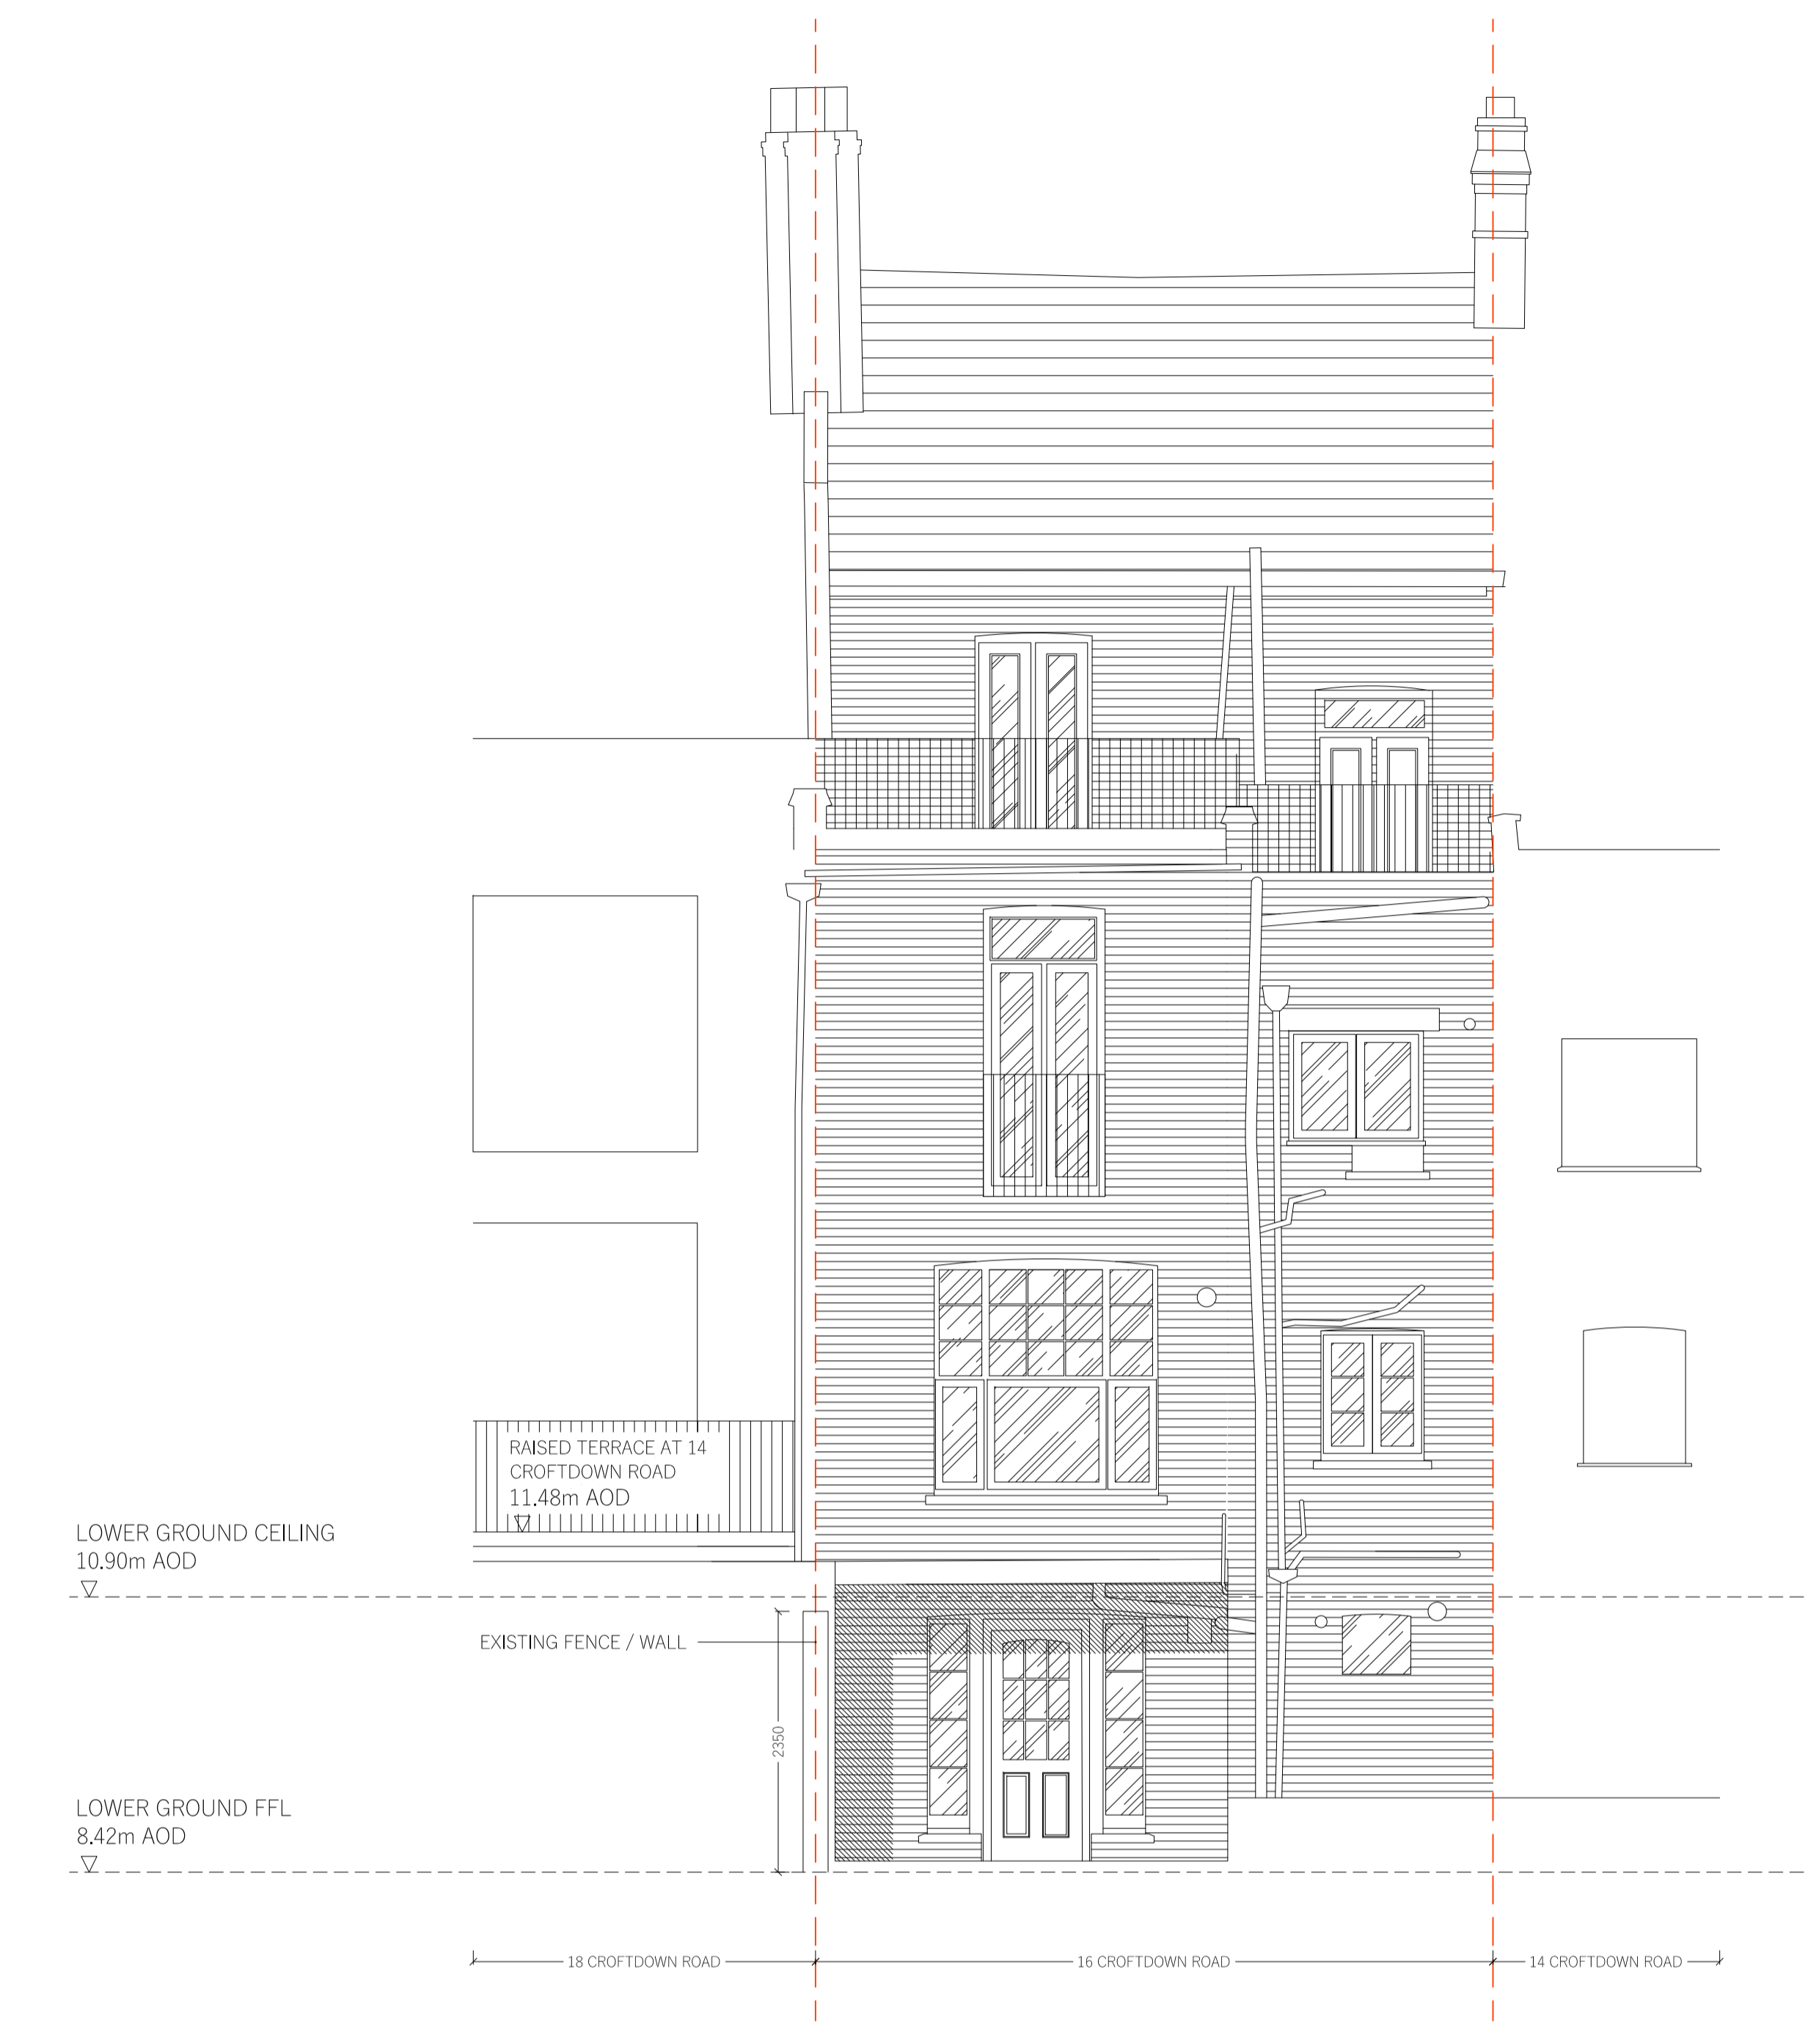 RAISED TERRACE AT 14
CROFTDOWN ROAD
11.48m AOD
LOWER GROUND CEILING
10.90m AOD
EXISTING FENCE / WALL
2350
LOWER GROUND FFL
8.42m AOD
18 CROFTDOWN ROAD
16 CROFTDOWN ROAD
14 CROFTDOWN ROAD